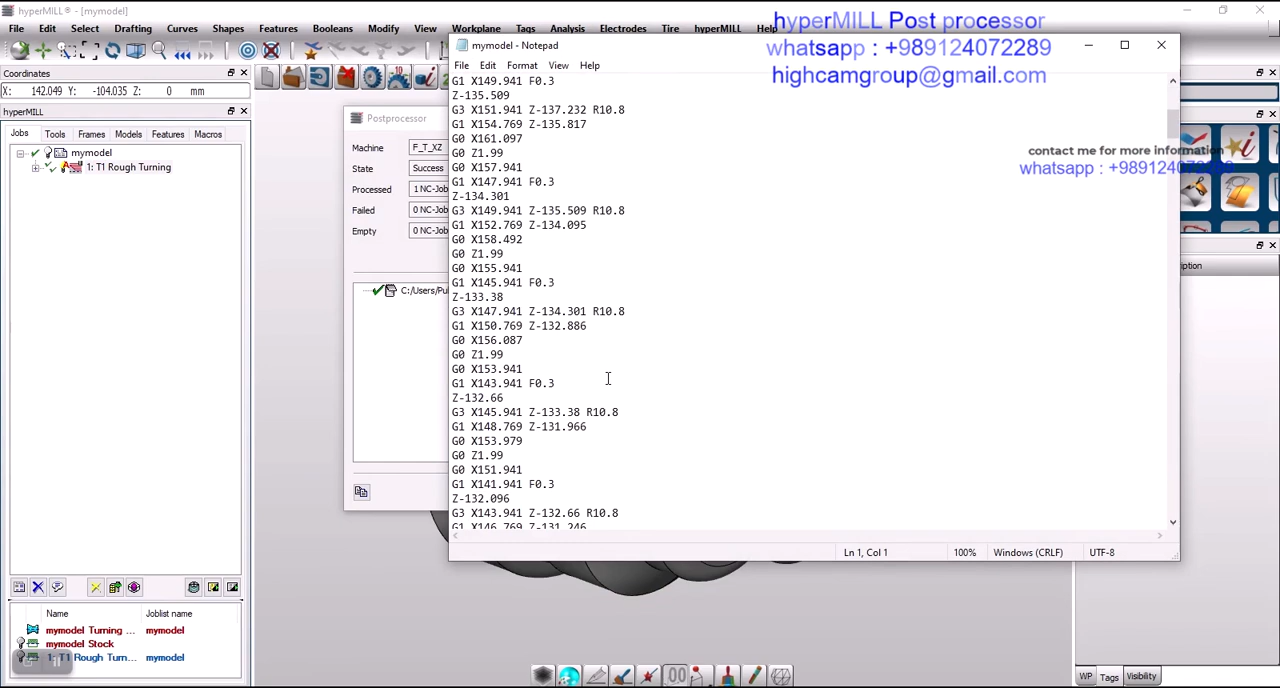 hyperMILL® - [mymodel]
File Edit Select Drafting Curves Shapes Features Booleans Modify View Workplane Tags Analysis Electrodes Tire hyperMILL Help
hyperMILL Post processor
whatsapp : +989124072289
highcamgroup@gmail.com
contact me for more information
whatsapp : +989124072289
Coordinates
X: 142.049 Y: -104.035 Z: 0 mm
hyperMILL
Jobs Tools Frames Models Features Macros
mymodel
1: T1 Rough Turning
Postprocessor
Machine F_T_XZ
State Success
Processed 1 NC-Job
Failed 0 NC-Job
Empty 0 NC-Job
C:/Users/Pu
mymodel - Notepad
File Edit Format View Help
G1 X149.941 F0.3
Z-135.509
G3 X151.941 Z-137.232 R10.8
G1 X154.769 Z-135.817
G0 X161.097
G0 Z1.99
G0 X157.941
G1 X147.941 F0.3
Z-134.301
G3 X149.941 Z-135.509 R10.8
G1 X152.769 Z-134.095
G0 X158.492
G0 Z1.99
G0 X155.941
G1 X145.941 F0.3
Z-133.38
G3 X147.941 Z-134.301 R10.8
G1 X150.769 Z-132.886
G0 X156.087
G0 Z1.99
G0 X153.941
G1 X143.941 F0.3
Z-132.66
G3 X145.941 Z-133.38 R10.8
G1 X148.769 Z-131.966
G0 X153.979
G0 Z1.99
G0 X151.941
G1 X141.941 F0.3
Z-132.096
G3 X143.941 Z-132.66 R10.8
G1 X146.769 Z-131.246
Ln 1, Col 1 100% Windows (CRLF) UTF-8
ption
Name Joblist name
mymodel Turning ... mymodel
mymodel Stock
1: T1 Rough Turn... mymodel
WP Tags Visibility